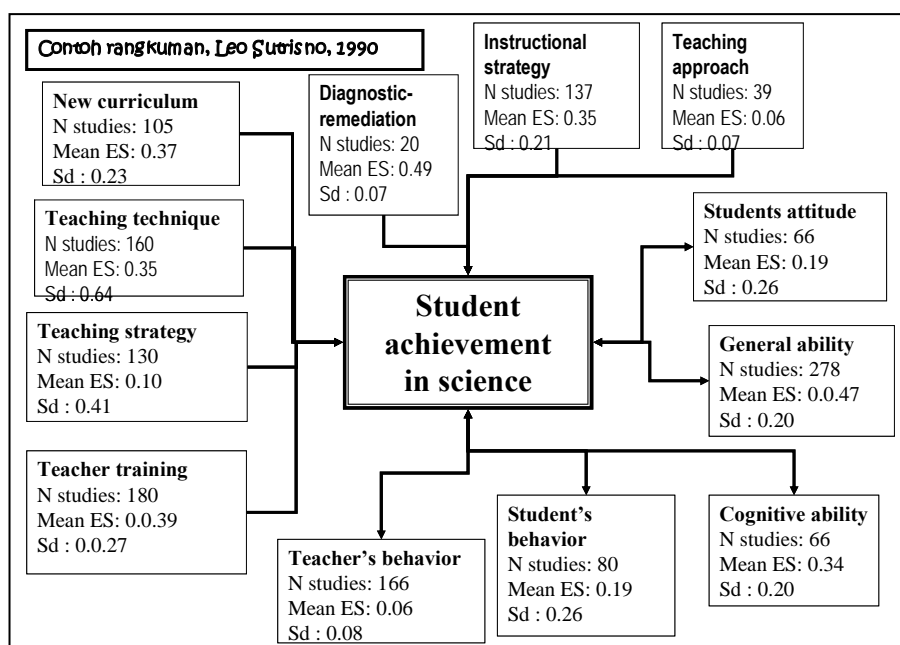 Contoh rangkuman, Leo Sutrisno, 1990
New curriculum
N studies: 105
Mean ES: 0.37
Sd : 0.23
Diagnostic-
remediation
N studies: 20
Mean ES: 0.49
Sd : 0.07
Instructional
strategy
N studies: 137
Mean ES: 0.35
Sd : 0.21
Teaching
approach
N studies: 39
Mean ES: 0.06
Sd : 0.07
Teaching technique
N studies: 160
Mean ES: 0.35
Sd : 0.64
Students attitude
N studies: 66
Mean ES: 0.19
Sd : 0.26
Student
achievement
in science
Teaching strategy
N studies: 130
Mean ES: 0.10
Sd : 0.41
General ability
N studies: 278
Mean ES: 0.0.47
Sd : 0.20
Teacher training
N studies: 180
Mean ES: 0.0.39
Sd : 0.0.27
Teacher’s behavior
N studies: 166
Mean ES: 0.06
Sd : 0.08
Student’s
behavior
N studies: 80
Mean ES: 0.19
Sd : 0.26
Cognitive ability
N studies: 66
Mean ES: 0.34
Sd : 0.20